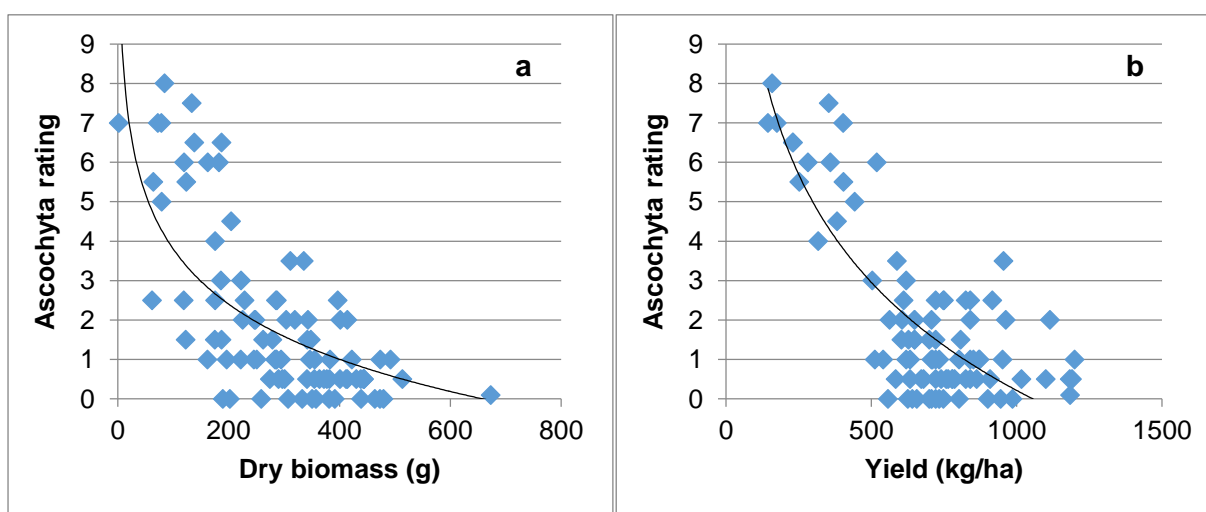 a
9
8
7
6
5
4
3
2
1
0
Ascochyta rating
0 200 400 600 800
Dry biomass (g)
b
9
8
7
6
5
4
3
2
1
0
Ascochyta rating
0 500 1000 1500
Yield (kg/ha)